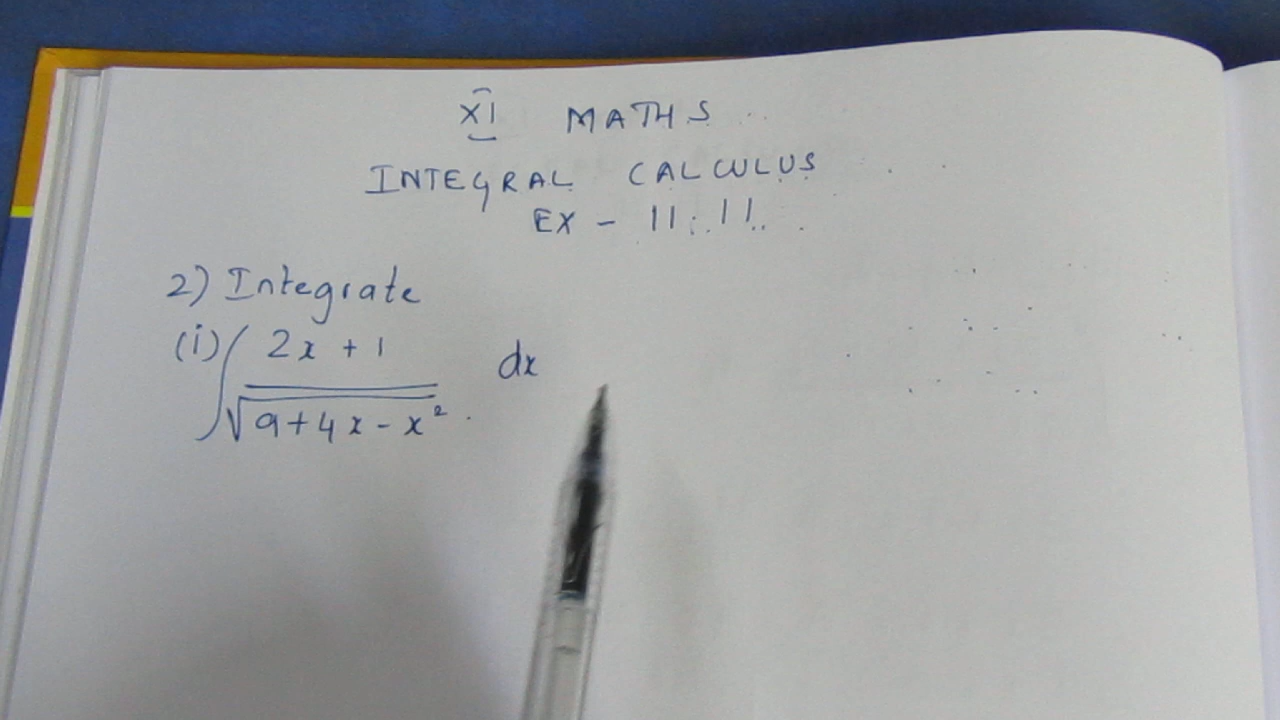 XI MATHS
INTEGRAL CALCULUS
EX - 11.11
2) Integrate
(i) ∫ 2x + 1 / √9+4x-x² dx